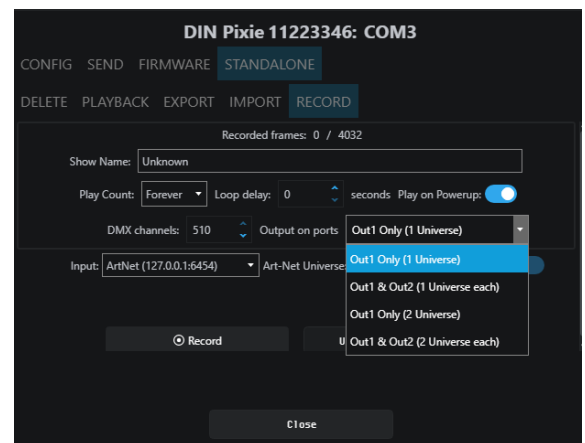 DIN Pixie 11223346: COM3
CONFIG SEND FIRMWARE STANDALONE
DELETE PLAYBACK EXPORT IMPORT RECORD
Recorded frames: 0 / 4032
Show Name: Unknown
Play Count: Forever Loop delay: 0 seconds Play on Powerup:
DMX channels: 510 Output on ports Out1 Only (1 Universe)
Input: ArtNet (127.0.0.1:6454) Art-Net Universe:
Out1 Only (1 Universe)
Out1 & Out2 (1 Universe each)
Out1 Only (2 Universe)
Out1 & Out2 (2 Universe each)
Record
Close